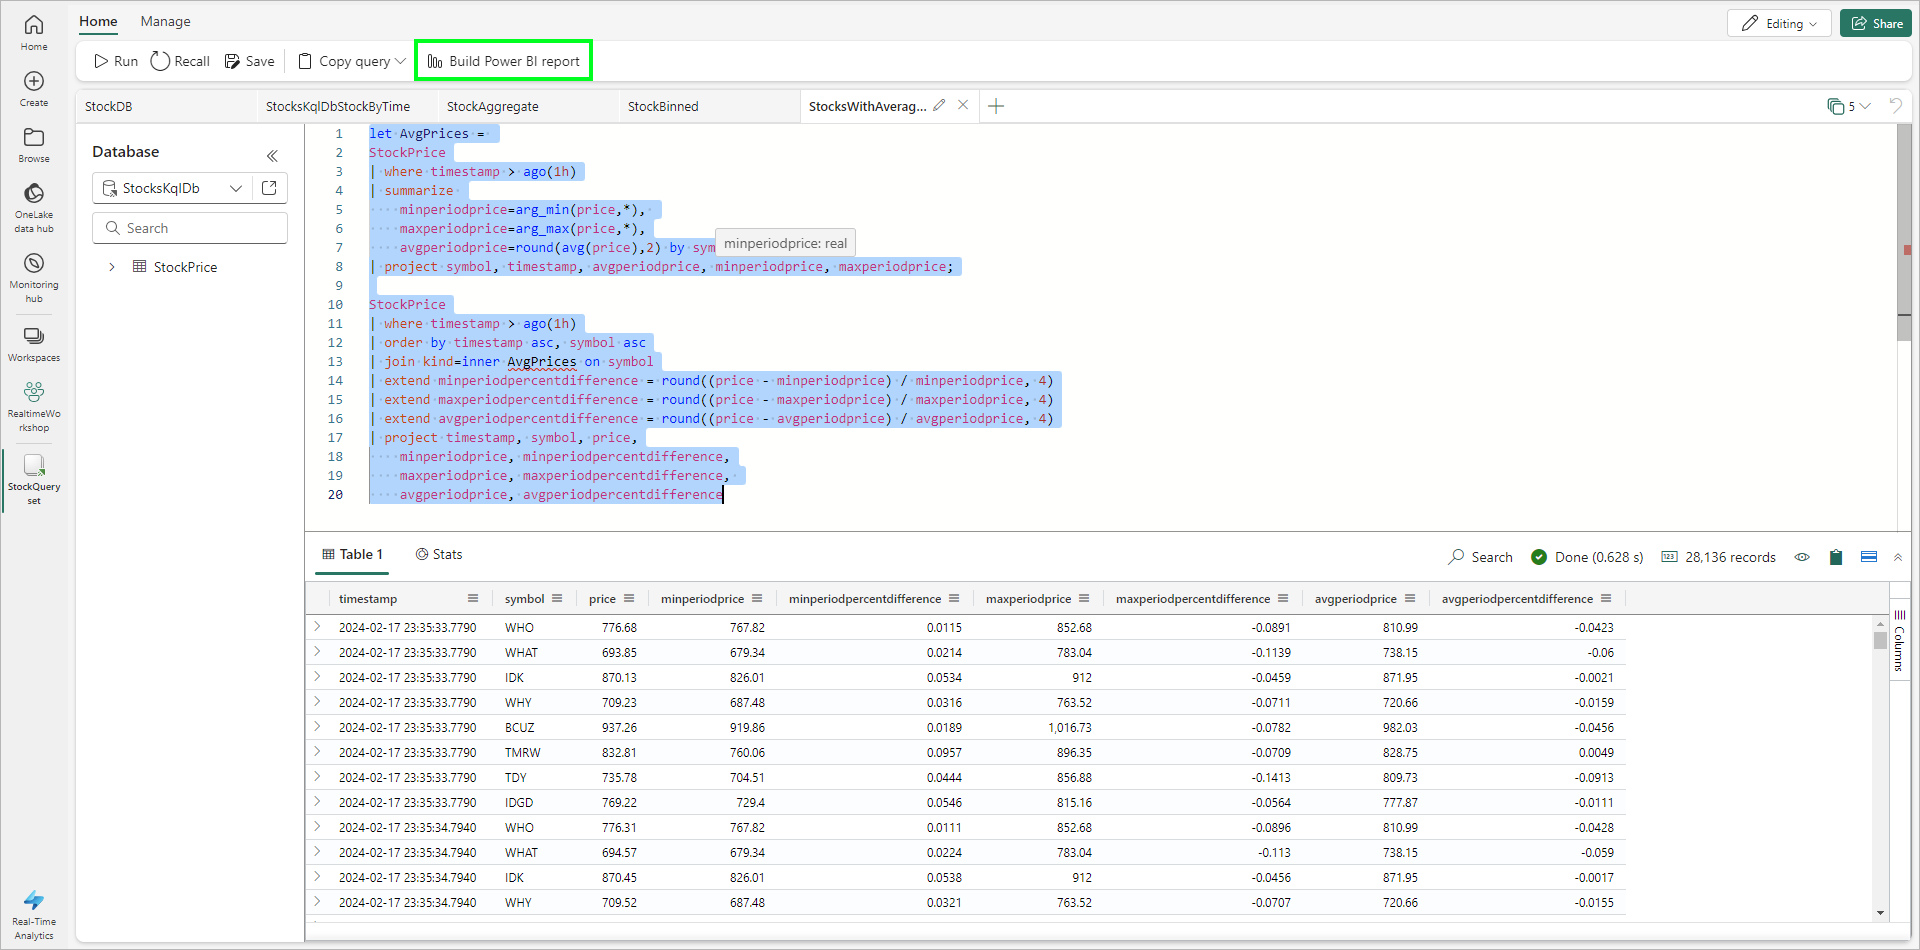 Home
Manage
Editing
Share
Run
Recall
Save
Copy query
Build Power BI report
Home
Create
Browse
OneLake
data hub
Monitoring
hub
Workspaces
RealtimeWo
rkshop
StockQuery
set
Real-Time
Analytics
StockDB
StocksKqlDbStockByTime
StockAggregate
StockBinned
StocksWithAverag...
5
Database
StocksKqlDb
Search
StockPrice
1 let AvgPrices =
2 StockPrice
3 | where timestamp > ago(1h)
4 | summarize
5 minperiodprice=arg_min(price,*),
6 maxperiodprice=arg_max(price,*),
7 avgperiodprice=round(avg(price),2) by sym
minperiodprice: real
8 | project symbol, timestamp, avgperiodprice, minperiodprice, maxperiodprice;
9
10 StockPrice
11 | where timestamp > ago(1h)
12 | order by timestamp asc, symbol asc
13 | join kind=inner AvgPrices on symbol
14 | extend minperiodpercentdifference = round((price - minperiodprice) / minperiodprice, 4)
15 | extend maxperiodpercentdifference = round((price - maxperiodprice) / maxperiodprice, 4)
16 | extend avgperiodpercentdifference = round((price - avgperiodprice) / avgperiodprice, 4)
17 | project timestamp, symbol, price,
18 minperiodprice, minperiodpercentdifference,
19 maxperiodprice, maxperiodpercentdifference,
20 avgperiodprice, avgperiodpercentdifference
Table 1
Stats
Search
Done (0.628 s)
123
28,136 records
timestamp symbol price minperiodprice minperiodpercentdifference maxperiodprice maxperiodpercentdifference avgperiodprice avgperiodpercentdifference
2024-02-17 23:35:33.7790 WHO 776.68 767.82 0.0115 852.68 -0.0891 810.99 -0.0423
2024-02-17 23:35:33.7790 WHAT 693.85 679.34 0.0214 783.04 -0.1139 738.15 -0.06
2024-02-17 23:35:33.7790 IDK 870.13 826.01 0.0534 912 -0.0459 871.95 -0.0021
2024-02-17 23:35:33.7790 WHY 709.23 687.48 0.0316 763.52 -0.0711 720.66 -0.0159
2024-02-17 23:35:33.7790 BCUZ 937.26 919.86 0.0189 1,016.73 -0.0782 982.03 -0.0456
2024-02-17 23:35:33.7790 TMRW 832.81 760.06 0.0957 896.35 -0.0709 828.75 0.0049
2024-02-17 23:35:33.7790 TDY 735.78 704.51 0.0444 856.88 -0.1413 809.73 -0.0913
2024-02-17 23:35:33.7790 IDGD 769.22 729.4 0.0546 815.16 -0.0564 777.87 -0.0111
2024-02-17 23:35:34.7940 WHO 776.31 767.82 0.0111 852.68 -0.0896 810.99 -0.0428
2024-02-17 23:35:34.7940 WHAT 694.57 679.34 0.0224 783.04 -0.113 738.15 -0.059
2024-02-17 23:35:34.7940 IDK 870.45 826.01 0.0538 912 -0.0456 871.95 -0.0017
2024-02-17 23:35:34.7940 WHY 709.52 687.48 0.0321 763.52 -0.0707 720.66 -0.0155
Columns